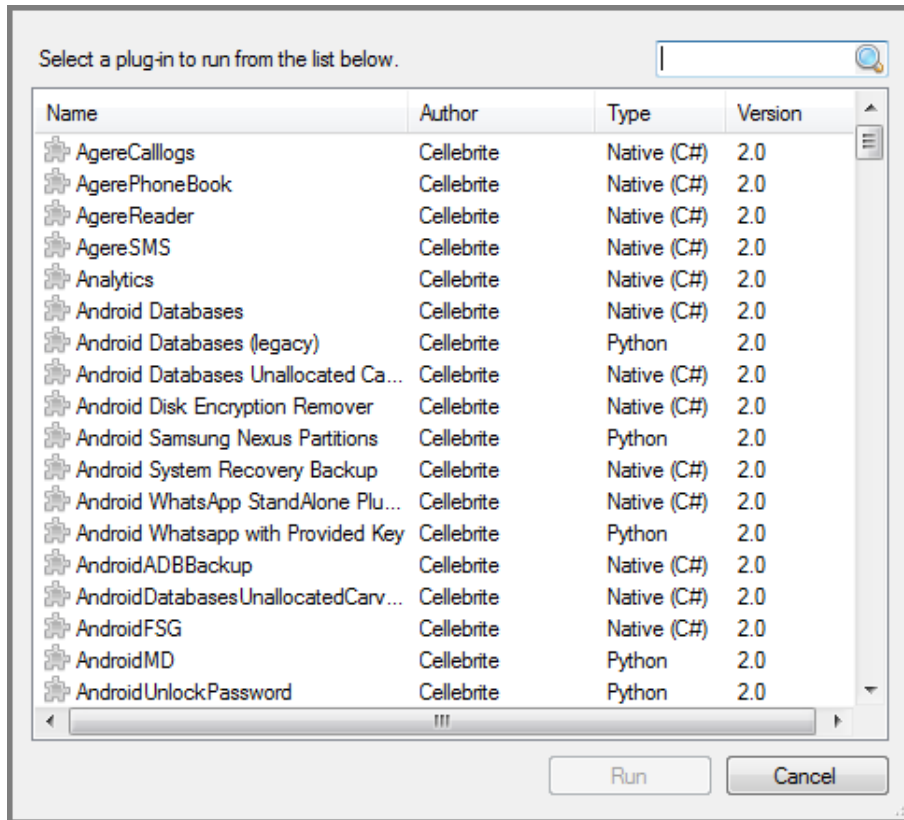 Select a plug-in to run from the list below.
Name Author Type Version
AgereCalllogs Cellebrite Native (C#) 2.0
AgerePhoneBook Cellebrite Native (C#) 2.0
AgereReader Cellebrite Native (C#) 2.0
AgereSMS Cellebrite Native (C#) 2.0
Analytics Cellebrite Native (C#) 2.0
Android Databases Cellebrite Native (C#) 2.0
Android Databases (legacy) Cellebrite Python 2.0
Android Databases Unallocated Ca... Cellebrite Native (C#) 2.0
Android Disk Encryption Remover Cellebrite Native (C#) 2.0
Android Samsung Nexus Partitions Cellebrite Python 2.0
Android System Recovery Backup Cellebrite Native (C#) 2.0
Android WhatsApp StandAlone Plu... Cellebrite Native (C#) 2.0
Android Whatsapp with Provided Key Cellebrite Python 2.0
AndroidADBBackup Cellebrite Native (C#) 2.0
AndroidDatabasesUnallocatedCarv... Cellebrite Native (C#) 2.0
AndroidFSG Cellebrite Native (C#) 2.0
AndroidMD Cellebrite Python 2.0
AndroidUnlockPassword Cellebrite Python 2.0
Run Cancel